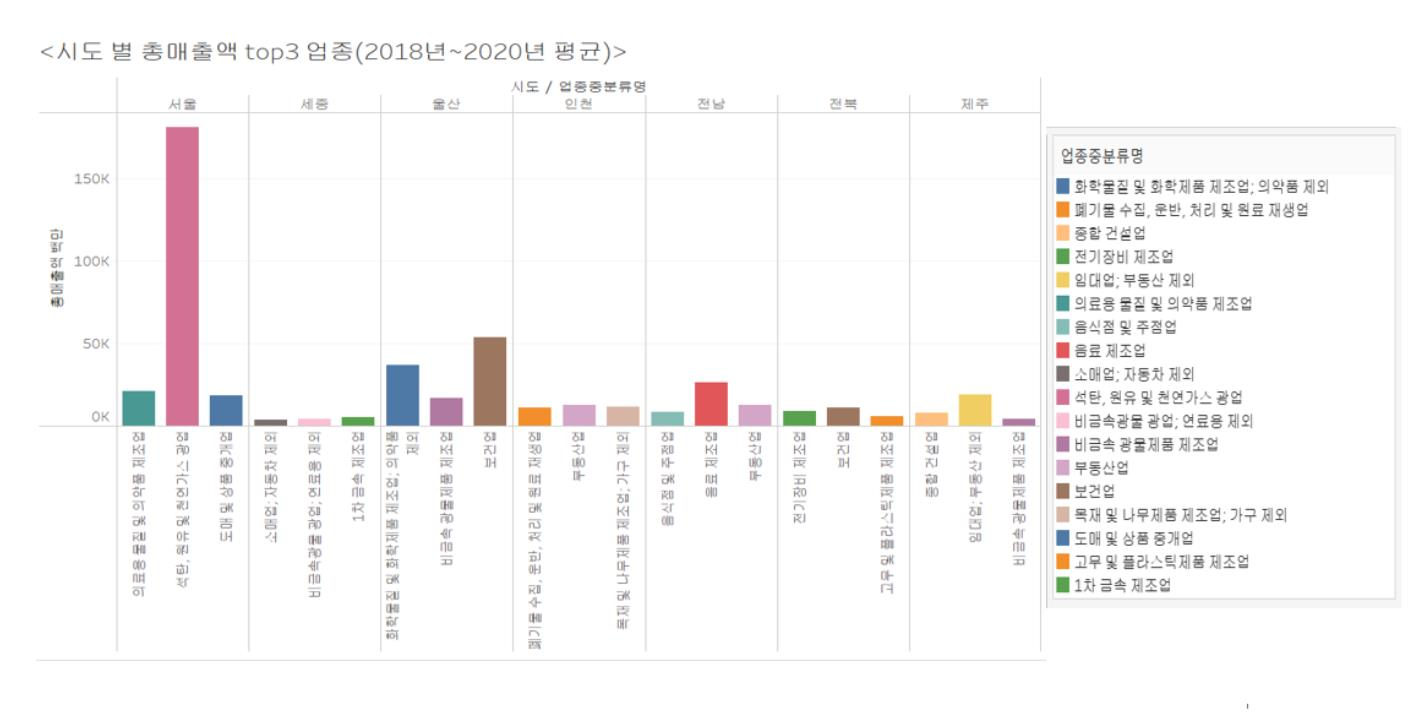 <시도 별 총매출액 top3 업종(2018년~2020년 평균)>
시도 / 업종중분류명
서울 세종 울산 인천 전남 전북 제주
총매출액 백만
150K
100K
50K
0K
의료용 물질 및 의약품 제조업
석탄, 원유 및 천연가스 광업
도매 및 상품 중개업
소매업; 자동차 제외
비금속광물 광업; 연료용 제외
1차 금속 제조업
화학물질 및 화학제품 제조업; 의약품
제외
비금속 광물제품 제조업
보건업
폐기물 수집, 운반, 처리 및 원료 재생업
부동산업
목재 및 나무제품 제조업; 가구 제외
음식점 및 주점업
음료 제조업
부동산업
전기장비 제조업
보건업
고무 및 플라스틱제품 제조업
종합 건설업
임대업; 부동산 제외
비금속 광물제품 제조업
업종중분류명
화학물질 및 화학제품 제조업; 의약품 제외
폐기물 수집, 운반, 처리 및 원료 재생업
종합 건설업
전기장비 제조업
임대업; 부동산 제외
의료용 물질 및 의약품 제조업
음식점 및 주점업
음료 제조업
소매업; 자동차 제외
석탄, 원유 및 천연가스 광업
비금속광물 광업; 연료용 제외
비금속 광물제품 제조업
부동산업
보건업
목재 및 나무제품 제조업; 가구 제외
도매 및 상품 중개업
고무 및 플라스틱제품 제조업
1차 금속 제조업